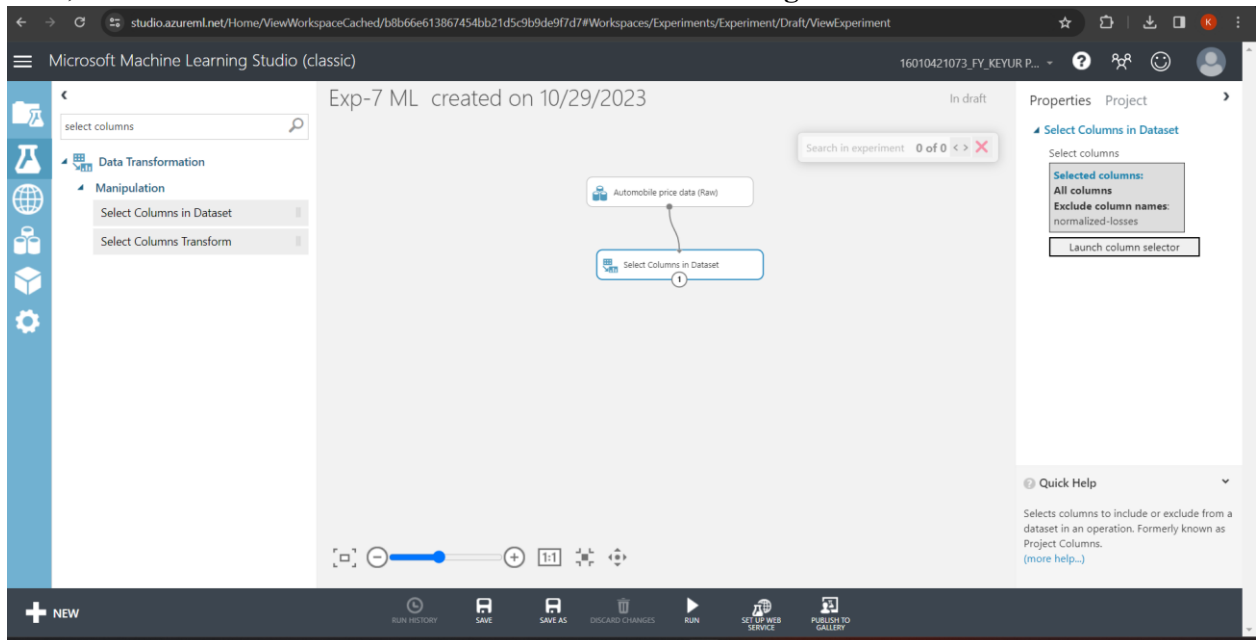 studio.azureml.net/Home/ViewWorkspaceCached/b8b66e613867454bb21d5c9b9de9f7d7#Workspaces/Experiments/Experiment/Draft/ViewExperiment
K
Microsoft Machine Learning Studio (classic)
16010421073_FY_KEYUR P...
?
select columns
Data Transformation
Manipulation
Select Columns in Dataset
Select Columns Transform
Exp-7 ML created on 10/29/2023
In draft
Search in experiment 0 of 0 < > X
Automobile price data (Raw)
Select Columns in Dataset
1
1:1
Properties Project
Select Columns in Dataset
Select columns
Selected columns:
All columns
Exclude column names:
normalized-losses
Launch column selector
Quick Help
Selects columns to include or exclude from a
dataset in an operation. Formerly known as
Project Columns.
(more help...)
NEW
RUN HISTORY
SAVE
SAVE AS
DISCARD CHANGES
RUN
SET UP WEB
SERVICE
PUBLISH TO
GALLERY